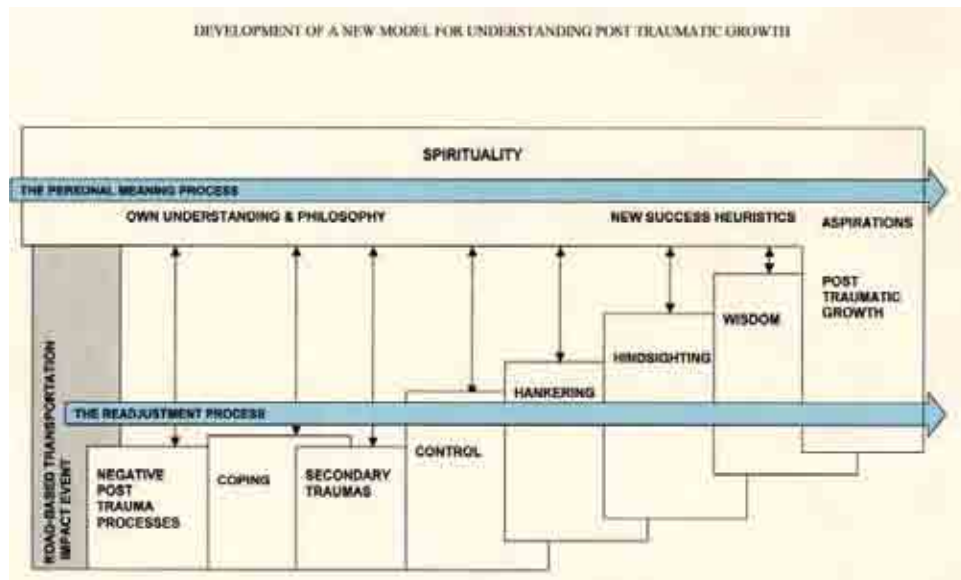 DEVELOPMENT OF A NEW MODEL FOR UNDERSTANDING POST TRAUMATIC GROWTH
SPIRITUALITY
THE PERSONAL MEANING PROCESS
OWN UNDERSTANDING & PHILOSOPHY
NEW SUCCESS HEURISTICS
ASPIRATIONS
POST
TRAUMATIC
GROWTH
WISDOM
HINDSIGHTING
HANKERING
THE READJUSTMENT PROCESS
CONTROL
NEGATIVE
POST
TRAUMA
PROCESSES
COPING
SECONDARY
TRAUMAS
ROAD-BASED TRANSPORTATION
IMPACT EVENT